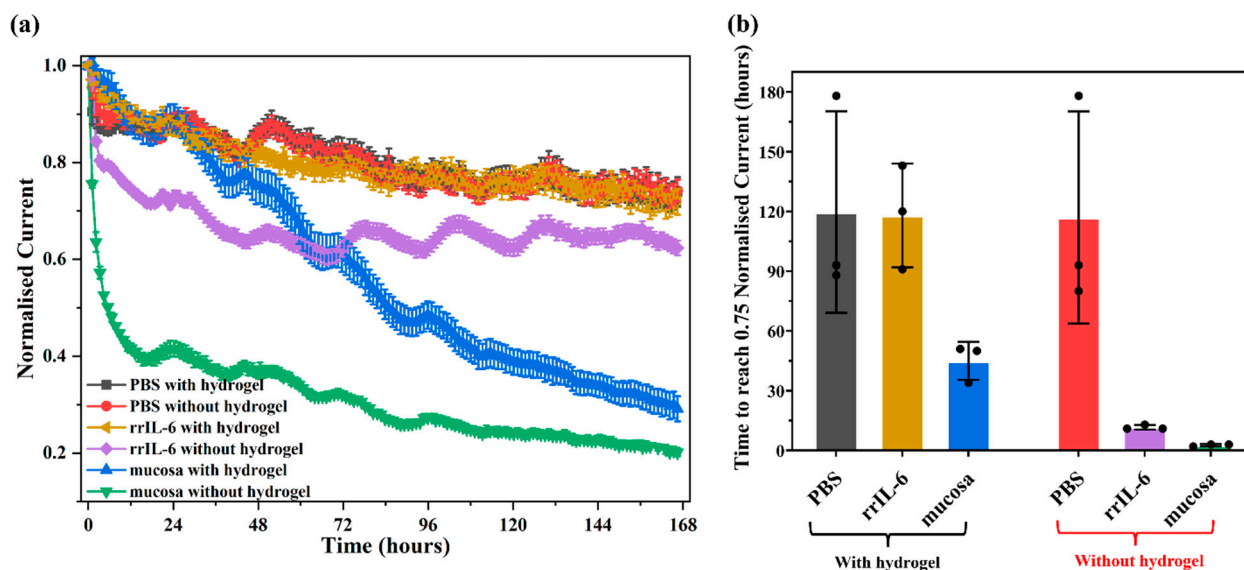 (a)
Normalised Current
1.0
0.8
0.6
0.4
0.2
PBS with hydrogel
PBS without hydrogel
rrIL-6 with hydrogel
rrIL-6 without hydrogel
mucosa with hydrogel
mucosa without hydrogel
0 24 48 72 96 120 144 168
Time (hours)
(b)
Time to reach 0.75 Normalised Current (hours)
180
150
120
90
60
30
0
PBS rrIL-6 mucosa PBS rrIL-6 mucosa
With hydrogel Without hydrogel